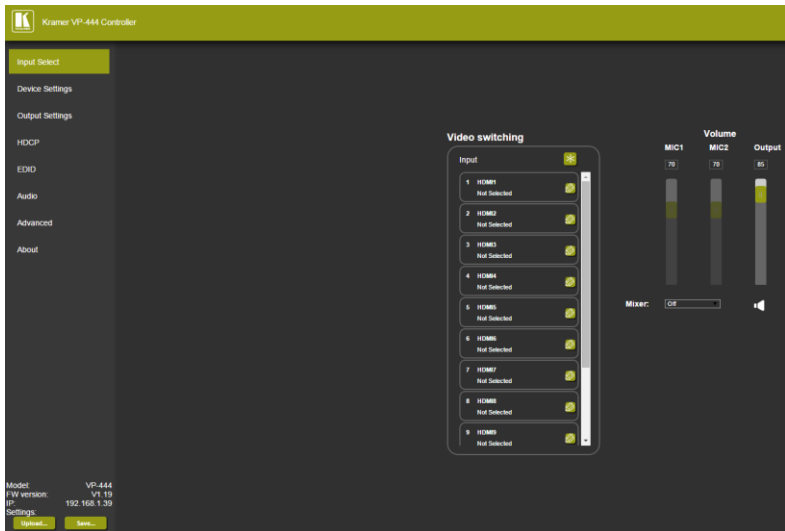 Kramer VP-444 Controller
Input Select
Device Settings
Output Settings
HDCP
EDID
Audio
Advanced
About
Model: VP-444
FW version: V1.19
IP: 192.168.1.39
Settings:
Upload... Save...
Video switching
Input
1 HDMI1
Not Selected
2 HDMI2
Not Selected
3 HDMI3
Not Selected
4 HDMI4
Not Selected
5 HDMI5
Not Selected
6 HDMI6
Not Selected
7 HDMI7
Not Selected
8 HDMI8
Not Selected
9 HDMI9
Not Selected
Volume
MIC1 MIC2 Output
70 70 85
Mixer: Off